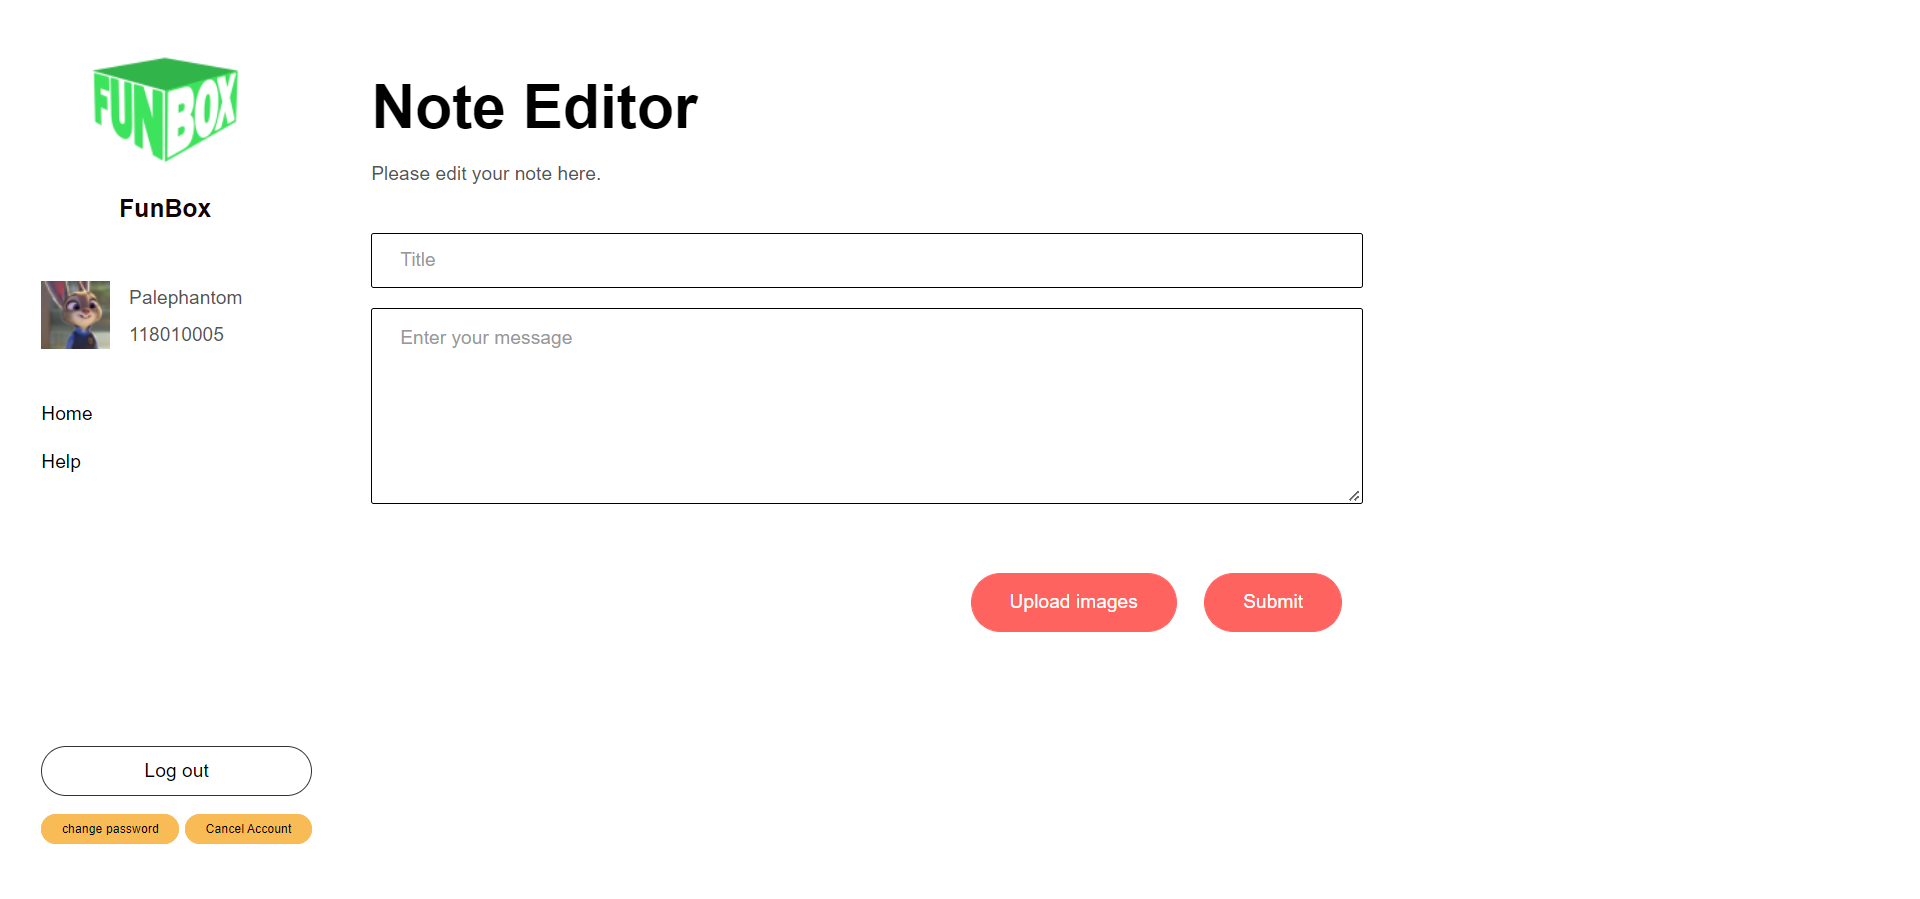 FUNBOX
FunBox
Palephantom
118010005
Home
Help
Log out
change password
Cancel Account
Note Editor
Please edit your note here.
Title
Enter your message
Upload images
Submit